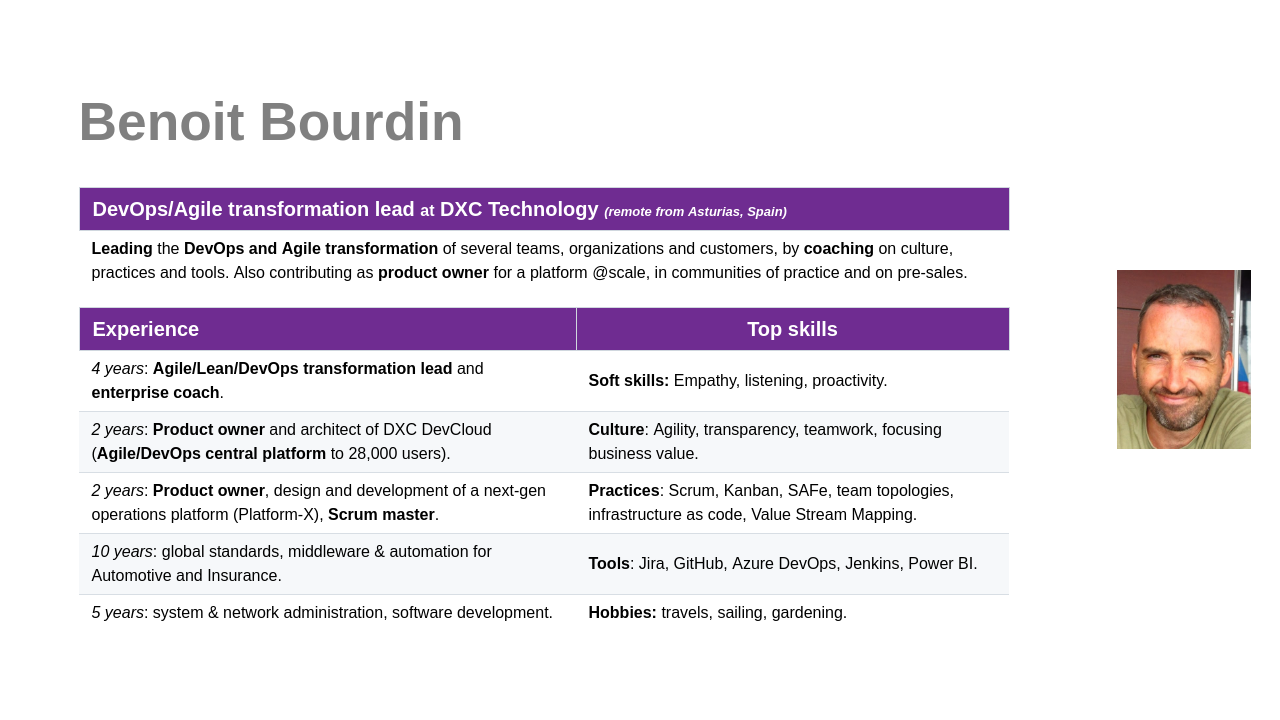 Benoit Bourdin
DevOps/Agile transformation lead at DXC Technology (remote from Asturias, Spain)
Leading the DevOps and Agile transformation of several teams, organizations and customers, by coaching on culture,
practices and tools. Also contributing as product owner for a platform @scale, in communities of practice and on pre-sales.
Experience
Top skills
4 years: Agile/Lean/DevOps transformation lead and
enterprise coach.
Soft skills: Empathy, listening, proactivity.
2 years: Product owner and architect of DXC DevCloud
(Agile/DevOps central platform to 28,000 users).
Culture: Agility, transparency, teamwork, focusing
business value.
2 years: Product owner, design and development of a next-gen
operations platform (Platform-X), Scrum master.
Practices: Scrum, Kanban, SAFe, team topologies,
infrastructure as code, Value Stream Mapping.
10 years: global standards, middleware & automation for
Automotive and Insurance.
Tools: Jira, GitHub, Azure DevOps, Jenkins, Power BI.
5 years: system & network administration, software development.
Hobbies: travels, sailing, gardening.